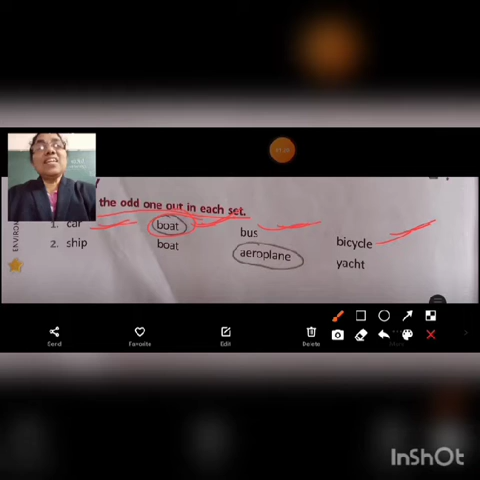 the odd one out in each set.
1. car boat bus bicycle
2. ship boat aeroplane yacht
ENVIRON
Send Favorite Edit Delete
InShOt